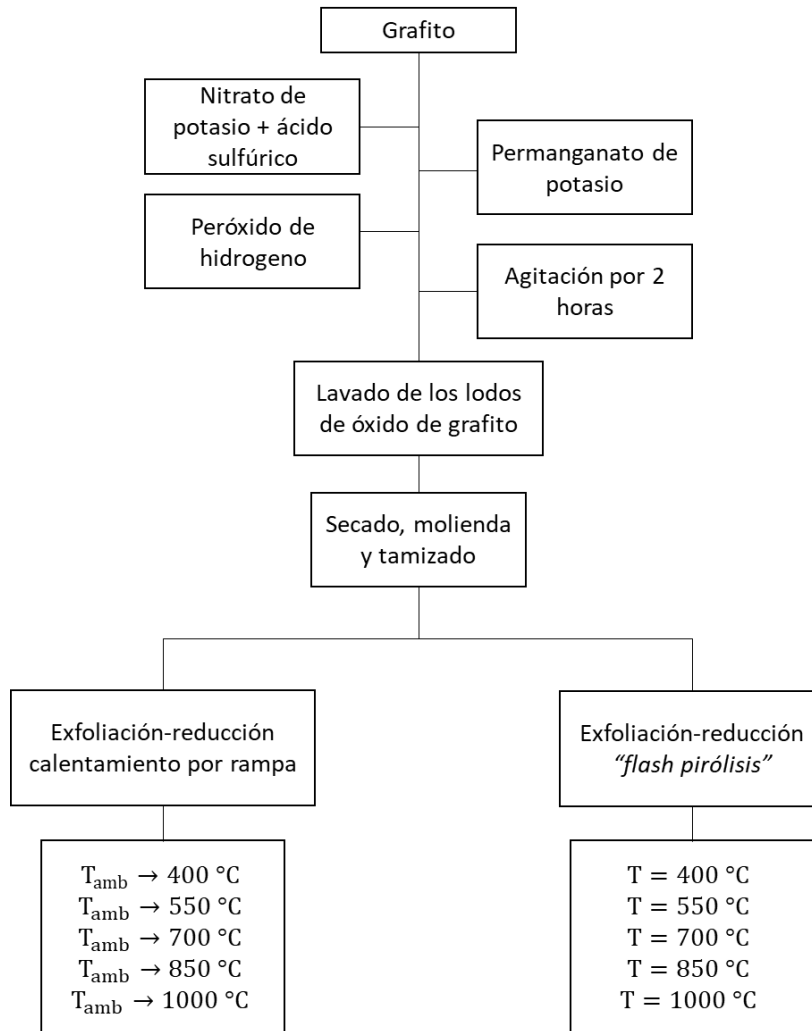 Grafito
Nitrato de
potasio + ácido
sulfúrico
Permanganato de
potasio
Peróxido de
hidrogeno
Agitación por 2
horas
Lavado de los lodos
de óxido de grafito
Secado, molienda
y tamizado
Exfoliación-reducción
calentamiento por rampa
Exfoliación-reducción
“flash pirólisis”
T_amb → 400 °C
T_amb → 550 °C
T_amb → 700 °C
T_amb → 850 °C
T_amb → 1000 °C
T = 400 °C
T = 550 °C
T = 700 °C
T = 850 °C
T = 1000 °C